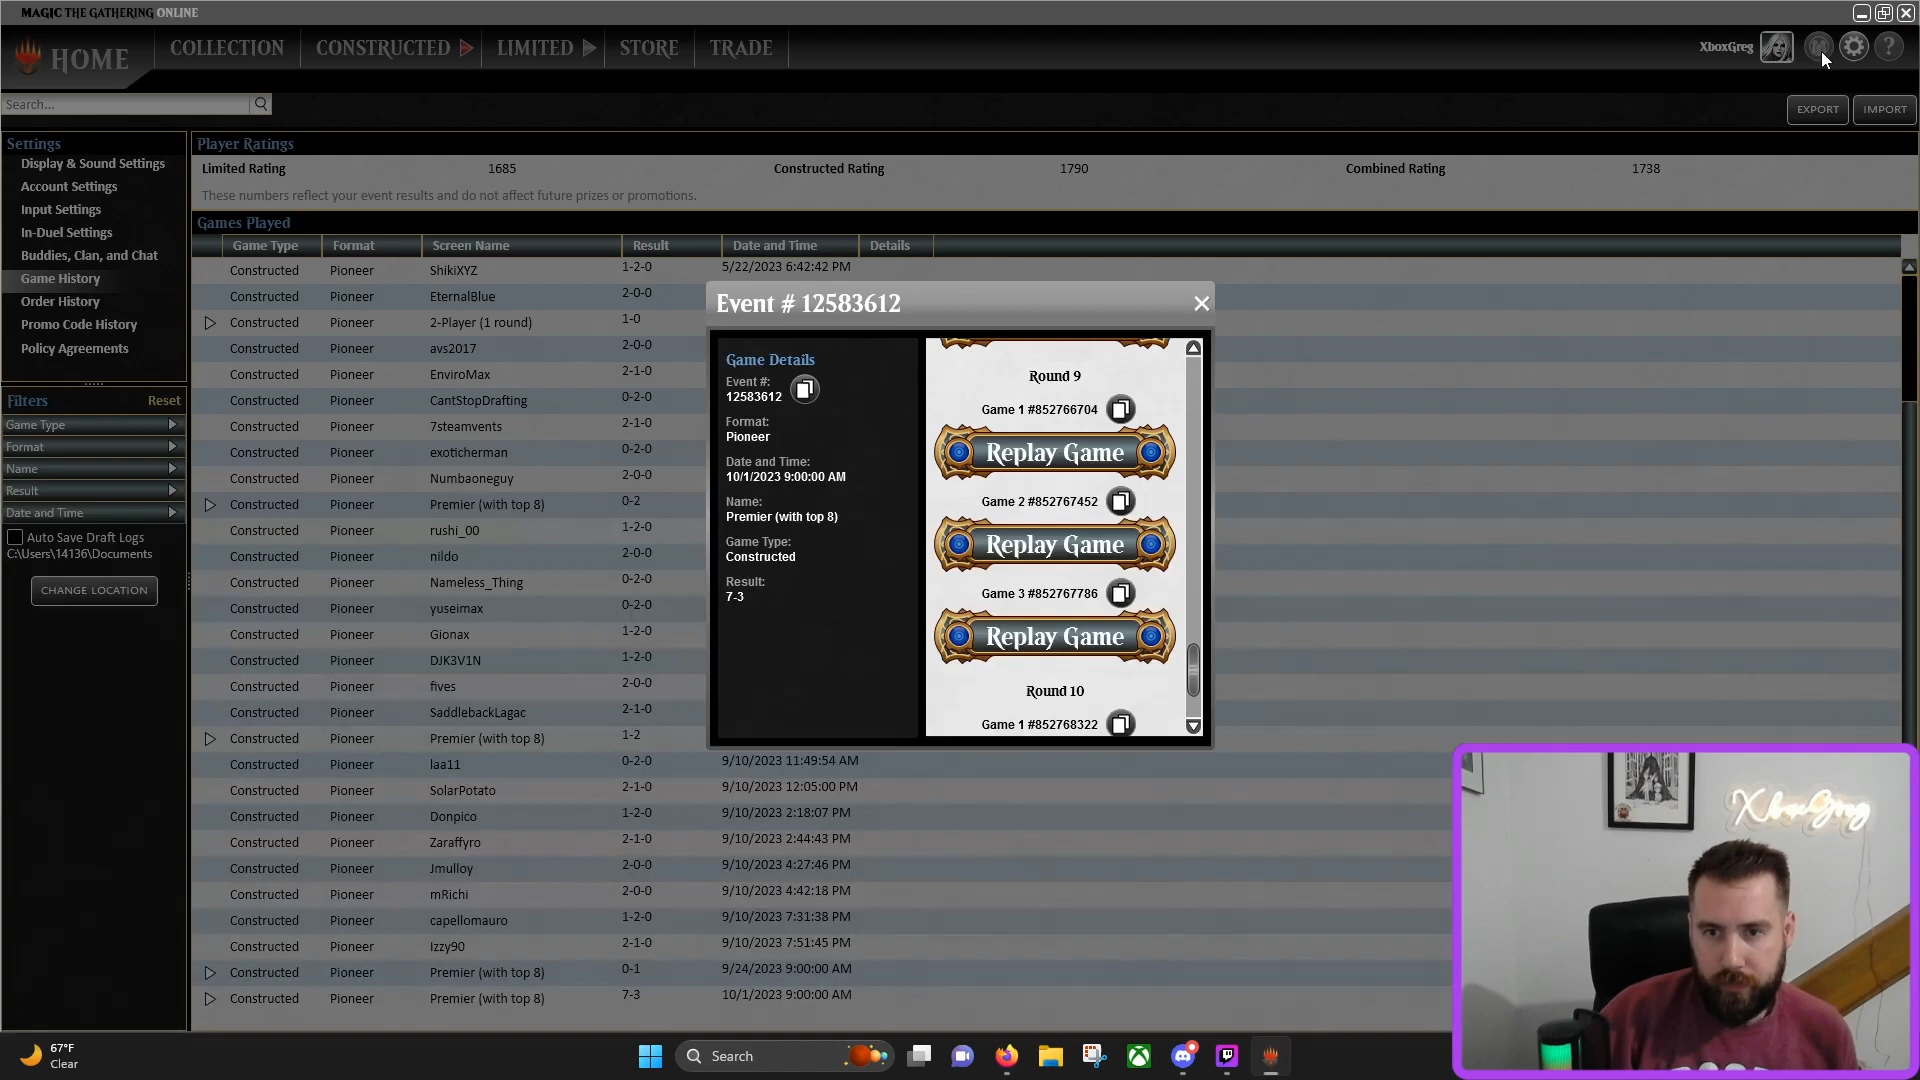 MAGIC THE GATHERING ONLINE
HOME
COLLECTION
CONSTRUCTED
LIMITED
STORE
TRADE
XboxGreg
?
Search...
EXPORT
IMPORT
Settings
Display & Sound Settings
Account Settings
Input Settings
In-Duel Settings
Buddies, Clan, and Chat
Game History
Order History
Promo Code History
Policy Agreements
Filters Reset
Game Type
Format
Name
Result
Date and Time
Auto Save Draft Logs
C:\Users\14136\Documents
CHANGE LOCATION
Player Ratings
Limited Rating 1685 Constructed Rating 1790 Combined Rating 1738
These numbers reflect your event results and do not affect future prizes or promotions.
Games Played
Game Type Format Screen Name Result Date and Time Details
Constructed Pioneer ShikiXYZ 1-2-0 5/22/2023 6:42:42 PM
Constructed Pioneer EternalBlue 2-0-0
Constructed Pioneer 2-Player (1 round) 1-0
Constructed Pioneer avs2017 2-0-0
Constructed Pioneer EnviroMax 2-1-0
Constructed Pioneer CantStopDrafting 0-2-0
Constructed Pioneer 7steamvents 2-1-0
Constructed Pioneer exoticherman 0-2-0
Constructed Pioneer Numbaoneguy 2-0-0
Constructed Pioneer Premier (with top 8) 0-2
Constructed Pioneer rushi_00 1-2-0
Constructed Pioneer nildo 2-0-0
Constructed Pioneer Nameless_Thing 0-2-0
Constructed Pioneer yuseimax 0-2-0
Constructed Pioneer Gionax 1-2-0
Constructed Pioneer DJK3V1N 1-2-0
Constructed Pioneer fives 2-0-0
Constructed Pioneer SaddlebackLagac 2-1-0
Constructed Pioneer Premier (with top 8) 1-2
Constructed Pioneer laa11 0-2-0 9/10/2023 11:49:54 AM
Constructed Pioneer SolarPotato 2-1-0 9/10/2023 12:05:00 PM
Constructed Pioneer Donpico 1-2-0 9/10/2023 2:18:07 PM
Constructed Pioneer Zaraffyro 2-1-0 9/10/2023 2:44:43 PM
Constructed Pioneer Jmulloy 2-0-0 9/10/2023 4:27:46 PM
Constructed Pioneer mRichi 2-0-0 9/10/2023 4:42:18 PM
Constructed Pioneer capellomauro 1-2-0 9/10/2023 7:31:38 PM
Constructed Pioneer Izzy90 2-1-0 9/10/2023 7:51:45 PM
Constructed Pioneer Premier (with top 8) 0-1 9/24/2023 9:00:00 AM
Constructed Pioneer Premier (with top 8) 7-3 10/1/2023 9:00:00 AM
Event # 12583612
Game Details
Event #:
12583612
Format:
Pioneer
Date and Time:
10/1/2023 9:00:00 AM
Name:
Premier (with top 8)
Game Type:
Constructed
Result:
7-3
Round 9
Game 1 #852766704
Replay Game
Game 2 #852767452
Replay Game
Game 3 #852767786
Replay Game
Round 10
Game 1 #852768322
XboxGreg
67°F
Clear
Search